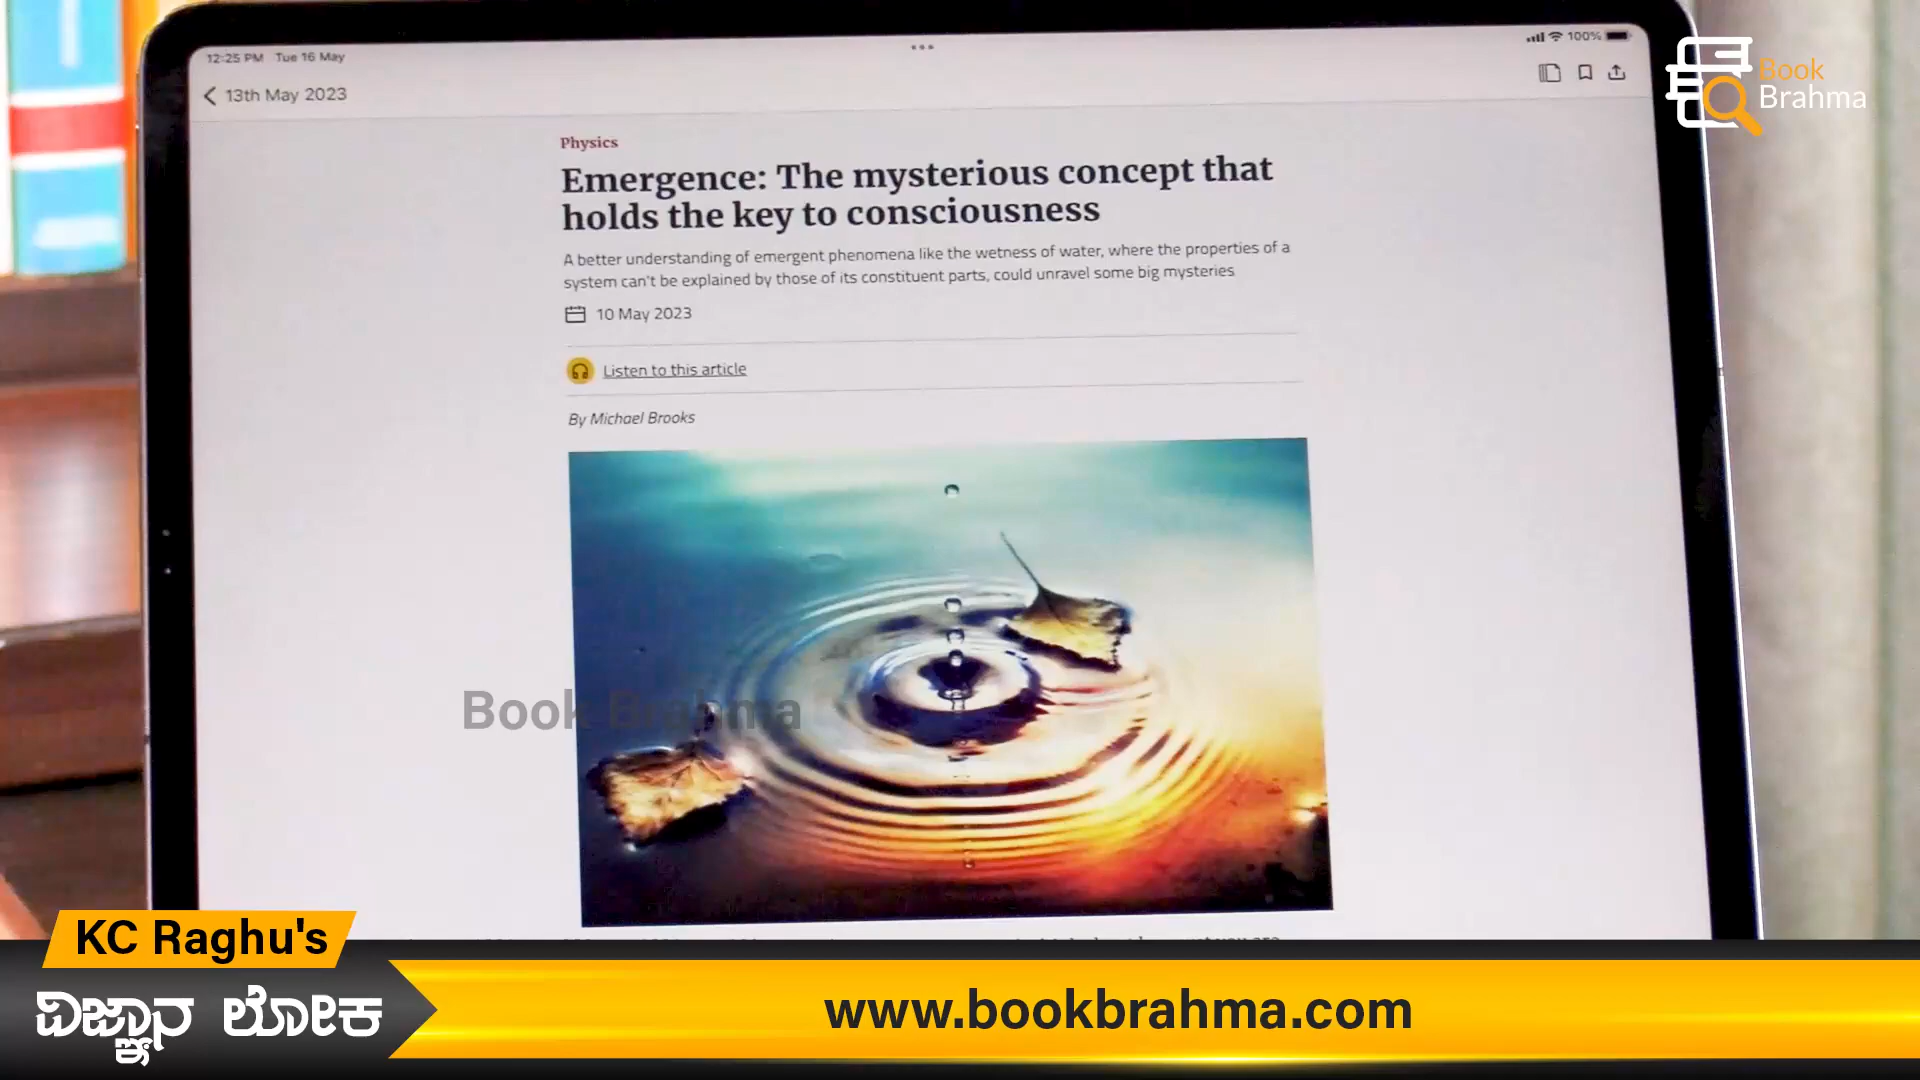 12:25 PM Tue 16 May
100%
13th May 2023
Book
Brahma
Physics
Emergence: The mysterious concept that
holds the key to consciousness
A better understanding of emergent phenomena like the wetness of water, where the properties of a
system can't be explained by those of its constituent parts, could unravel some big mysteries
10 May 2023
Listen to this article
By Michael Brooks
Book Brahma
KC Raghu's
ವಿಜ್ಞಾನ ಲೋಕ
www.bookbrahma.com